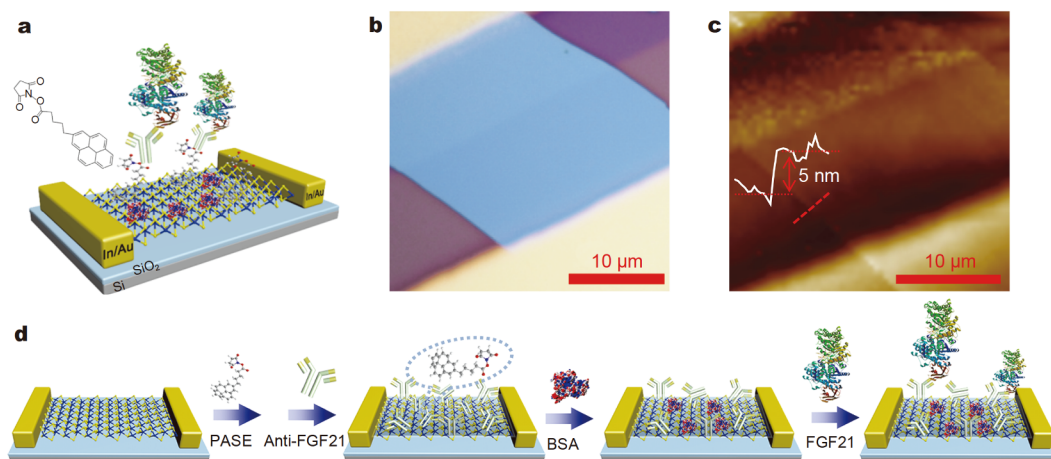 a
b
c
O
N
O
O
O
In/Au
In/Au
SiO₂
Si
10 µm
5 nm
10 µm
d
PASE
Anti-FGF21
BSA
FGF21